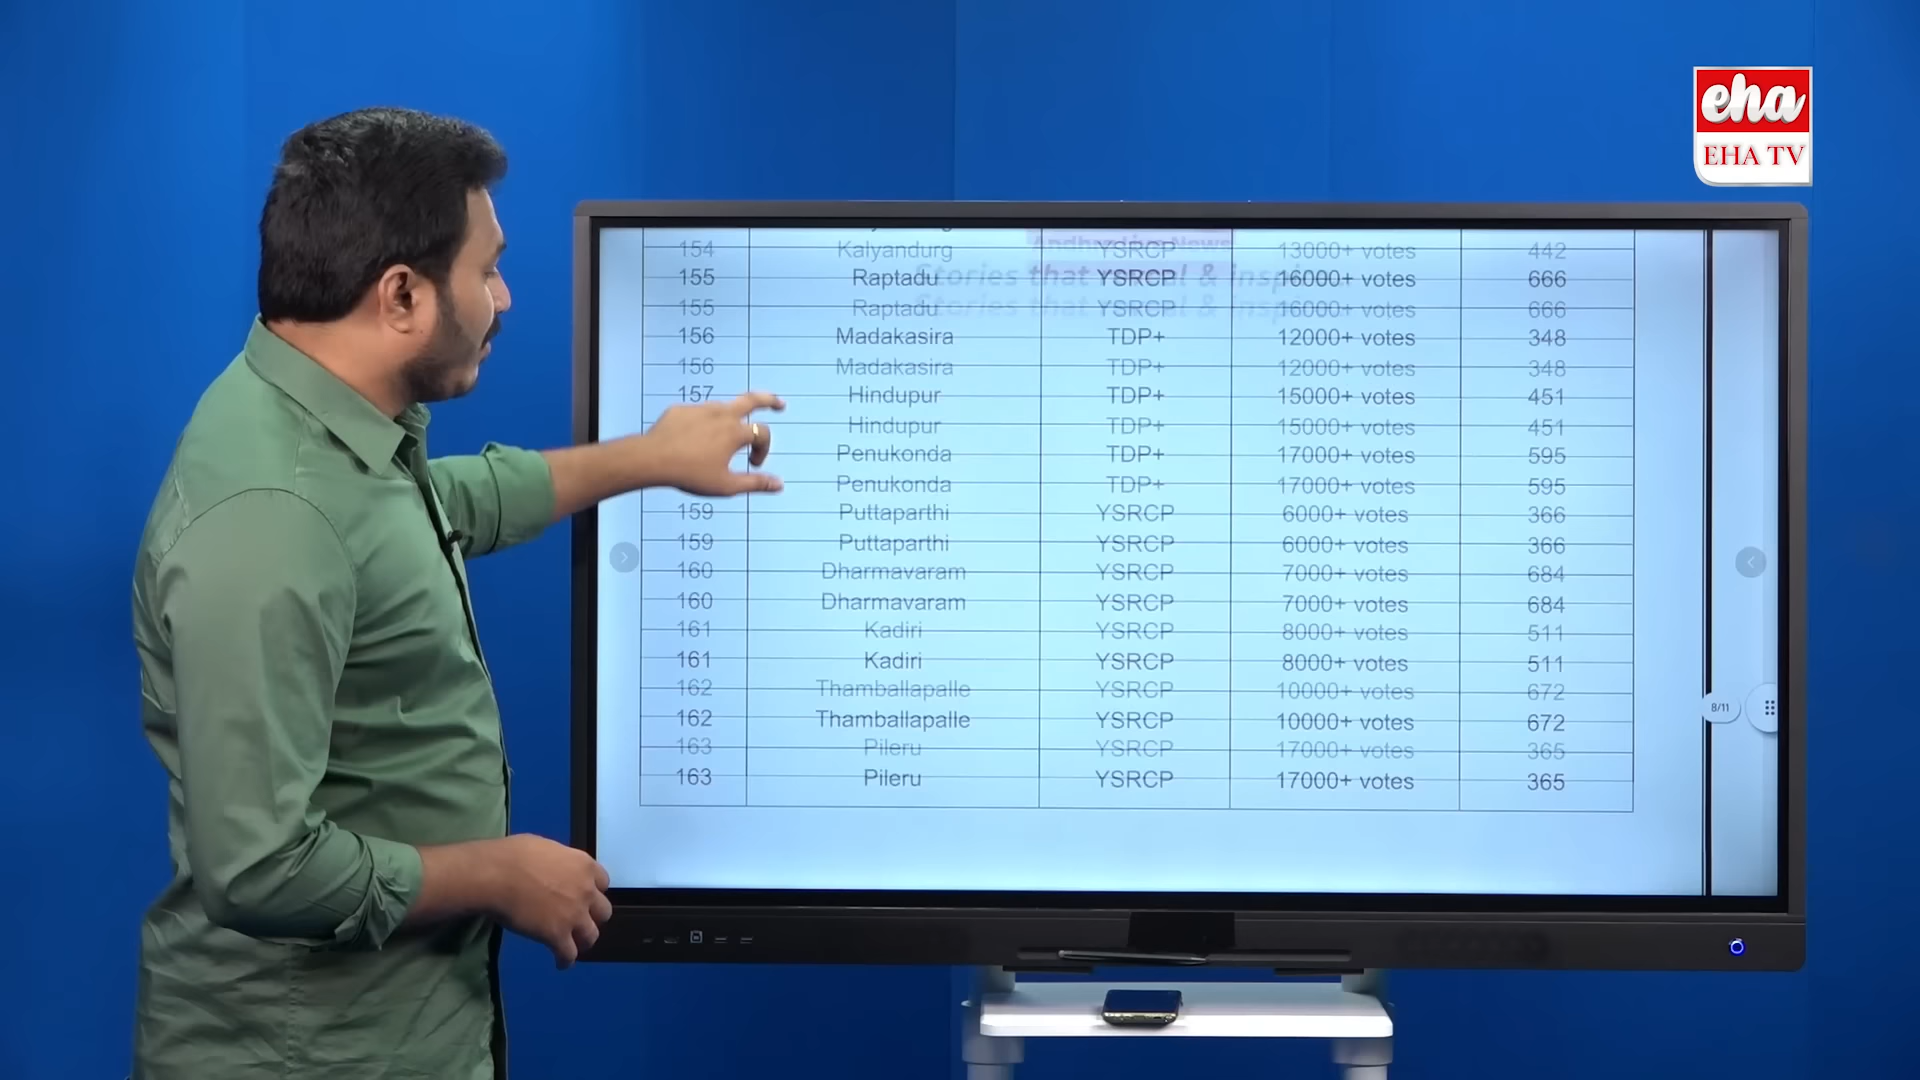 eha
EHA TV
154 Kalyandurg YSRCP 13000+ votes 442
Stories that & insp
155 Raptadu YSRCP 16000+ votes 666
Stories that & insp
155 Raptadu YSRCP 16000+ votes 666
156 Madakasira TDP+ 12000+ votes 348
156 Madakasira TDP+ 12000+ votes 348
157 Hindupur TDP+ 15000+ votes 451
Hindupur TDP+ 15000+ votes 451
Penukonda TDP+ 17000+ votes 595
Penukonda TDP+ 17000+ votes 595
159 Puttaparthi YSRCP 6000+ votes 366
159 Puttaparthi YSRCP 6000+ votes 366
160 Dharmavaram YSRCP 7000+ votes 684
160 Dharmavaram YSRCP 7000+ votes 684
161 Kadiri YSRCP 8000+ votes 511
161 Kadiri YSRCP 8000+ votes 511
162 Thamballapalle YSRCP 10000+ votes 672
8/11
162 Thamballapalle YSRCP 10000+ votes 672
163 Pileru YSRCP 17000+ votes 365
163 Pileru YSRCP 17000+ votes 365